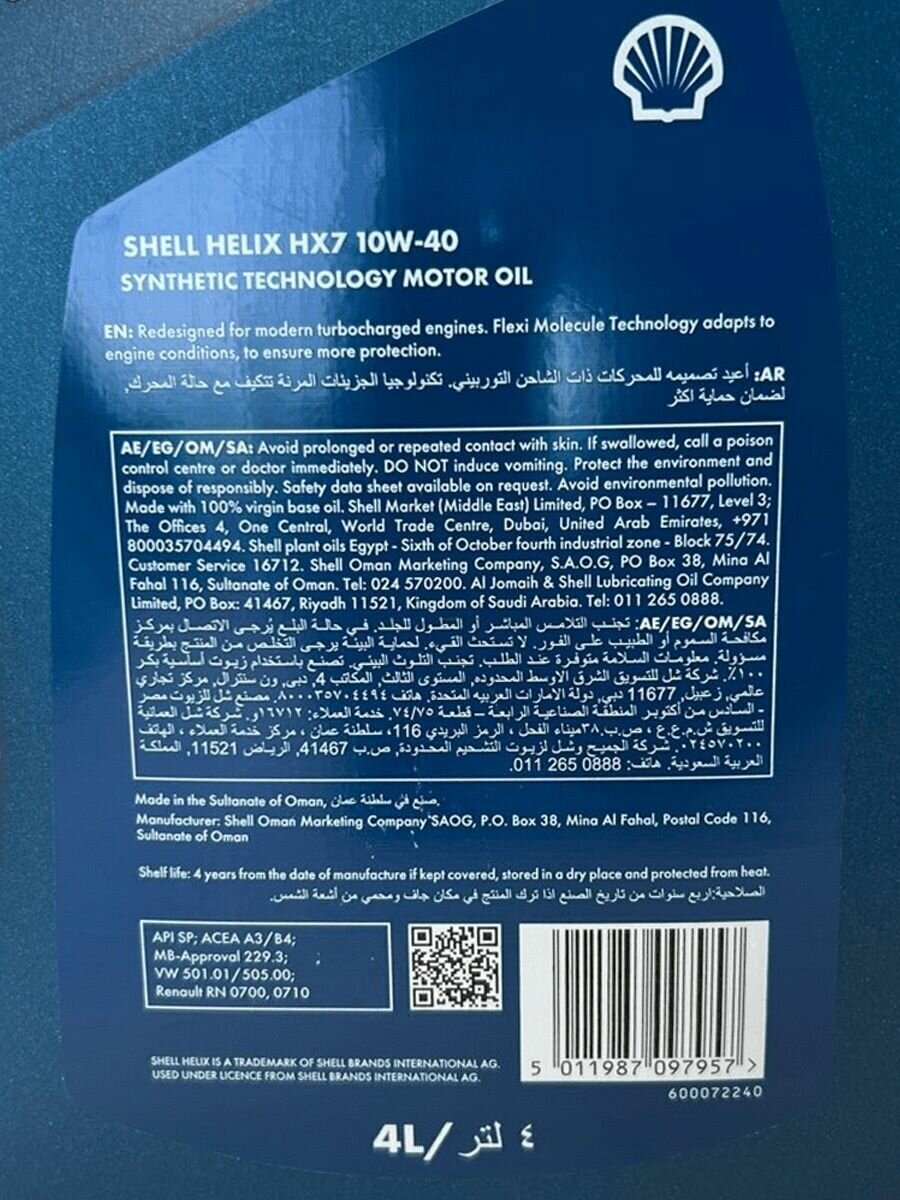 SHELL HELIX HX7 10W-40
SYNTHETIC TECHNOLOGY MOTOR OIL
EN: Redesigned for modern turbocharged engines. Flexi Molecule Technology adapts to
engine conditions, to ensure more protection.
AR: أعيد تصميمه للمحركات ذات الشاحن التوربيني. تكنولوجيا الجزيئات المرنة تتكيف مع حالة المحرك,
لضمان حماية اكثر
AE/EG/OM/SA: Avoid prolonged or repeated contact with skin. If swallowed, call a poison
control centre or doctor immediately. DO NOT induce vomiting. Protect the environment and
dispose of responsibly. Safety data sheet available on request. Avoid environmental pollution.
Made with 100% virgin base oil. Shell Market (Middle East) Limited, PO Box – 11677, Level 3;
The Offices 4, One Central, World Trade Centre, Dubai, United Arab Emirates, +971
800035704494. Shell plant oils Egypt - Sixth of October fourth industrial zone - Block 75/74.
Customer Service 16712. Shell Oman Marketing Company, S.A.O.G, PO Box 38, Mina Al
Fahal 116, Sultanate of Oman. Tel: 024 570200. Al Jomaih & Shell Lubricating Oil Company
Limited, PO Box: 41467, Riyadh 11521, Kingdom of Saudi Arabia. Tel: 011 265 0888.
AE/EG/OM/SA: تجنب التلامس المباشر أو المطول للجلد. في حالة البلع يُرجى الاتصال بمركز
مكافحة السموم أو الطبيب على الفور. لا تستحث القيء. لحماية البيئة يرجى التخلص من المنتج بطريقة
مسؤولة. معلومات السلامة متوفرة عند الطلب. تجنب التلوث البيئي. تصنع باستخدام زيوت أساسية بكر
١٠٠٪. شركة شل للتسويق الشرق الاوسط المحدوده, المستوى الثالث, المكاتب 4, دبي, ون سنترال, مركز تجاري
عالمي, زعبيل, 11677 دبي, دولة الامارات العربيه المتحدة, هاتف ٨٠٠٠٣٥٧٠٤٤٩٤. مصنع شل للزيوت مصر
- السادس من أكتوبر المنطقة الصناعية الرابعة – قطعة ٧٤/٧٥. خدمة العملاء: ١٦٧١٢و. شركة شل العمانية
للتسويق ش.م.ع.ع ، ص.ب.٣٨ميناء الفحل ، الرمز البريدي 116، سلطنة عمان ، مركز خدمة العملاء ، الهاتف
٠٢٤٥٧٠٢٠٠. شركة الجميح وشل لزيوت التشحيم المحدودة, ص.ب 41467, الرياض 11521, المملكة
العربية السعودية. هاتف: 0888 265 011.
Made in the Sultanate of Oman, صنع في سلطنة عمان.
Manufacturer: Shell Oman Marketing Company SAOG, P.O. Box 38, Mina Al Fahal, Postal Code 116,
Sultanate of Oman
Shelf life: 4 years from the date of manufacture if kept covered, stored in a dry place and protected from heat.
الصلاحية:اربع سنوات من تاريخ الصنع اذا ترك المنتج في مكان جاف ومحمي من أشعة الشمس.
API SP; ACEA A3/B4;
MB-Approval 229.3;
VW 501.01/505.00;
Renault RN 0700, 0710
5 011987 097957 >
600072240
SHELL HELIX IS A TRADEMARK OF SHELL BRANDS INTERNATIONAL AG.
USED UNDER LICENCE FROM SHELL BRANDS INTERNATIONAL AG.
4L/ ٤ لتر